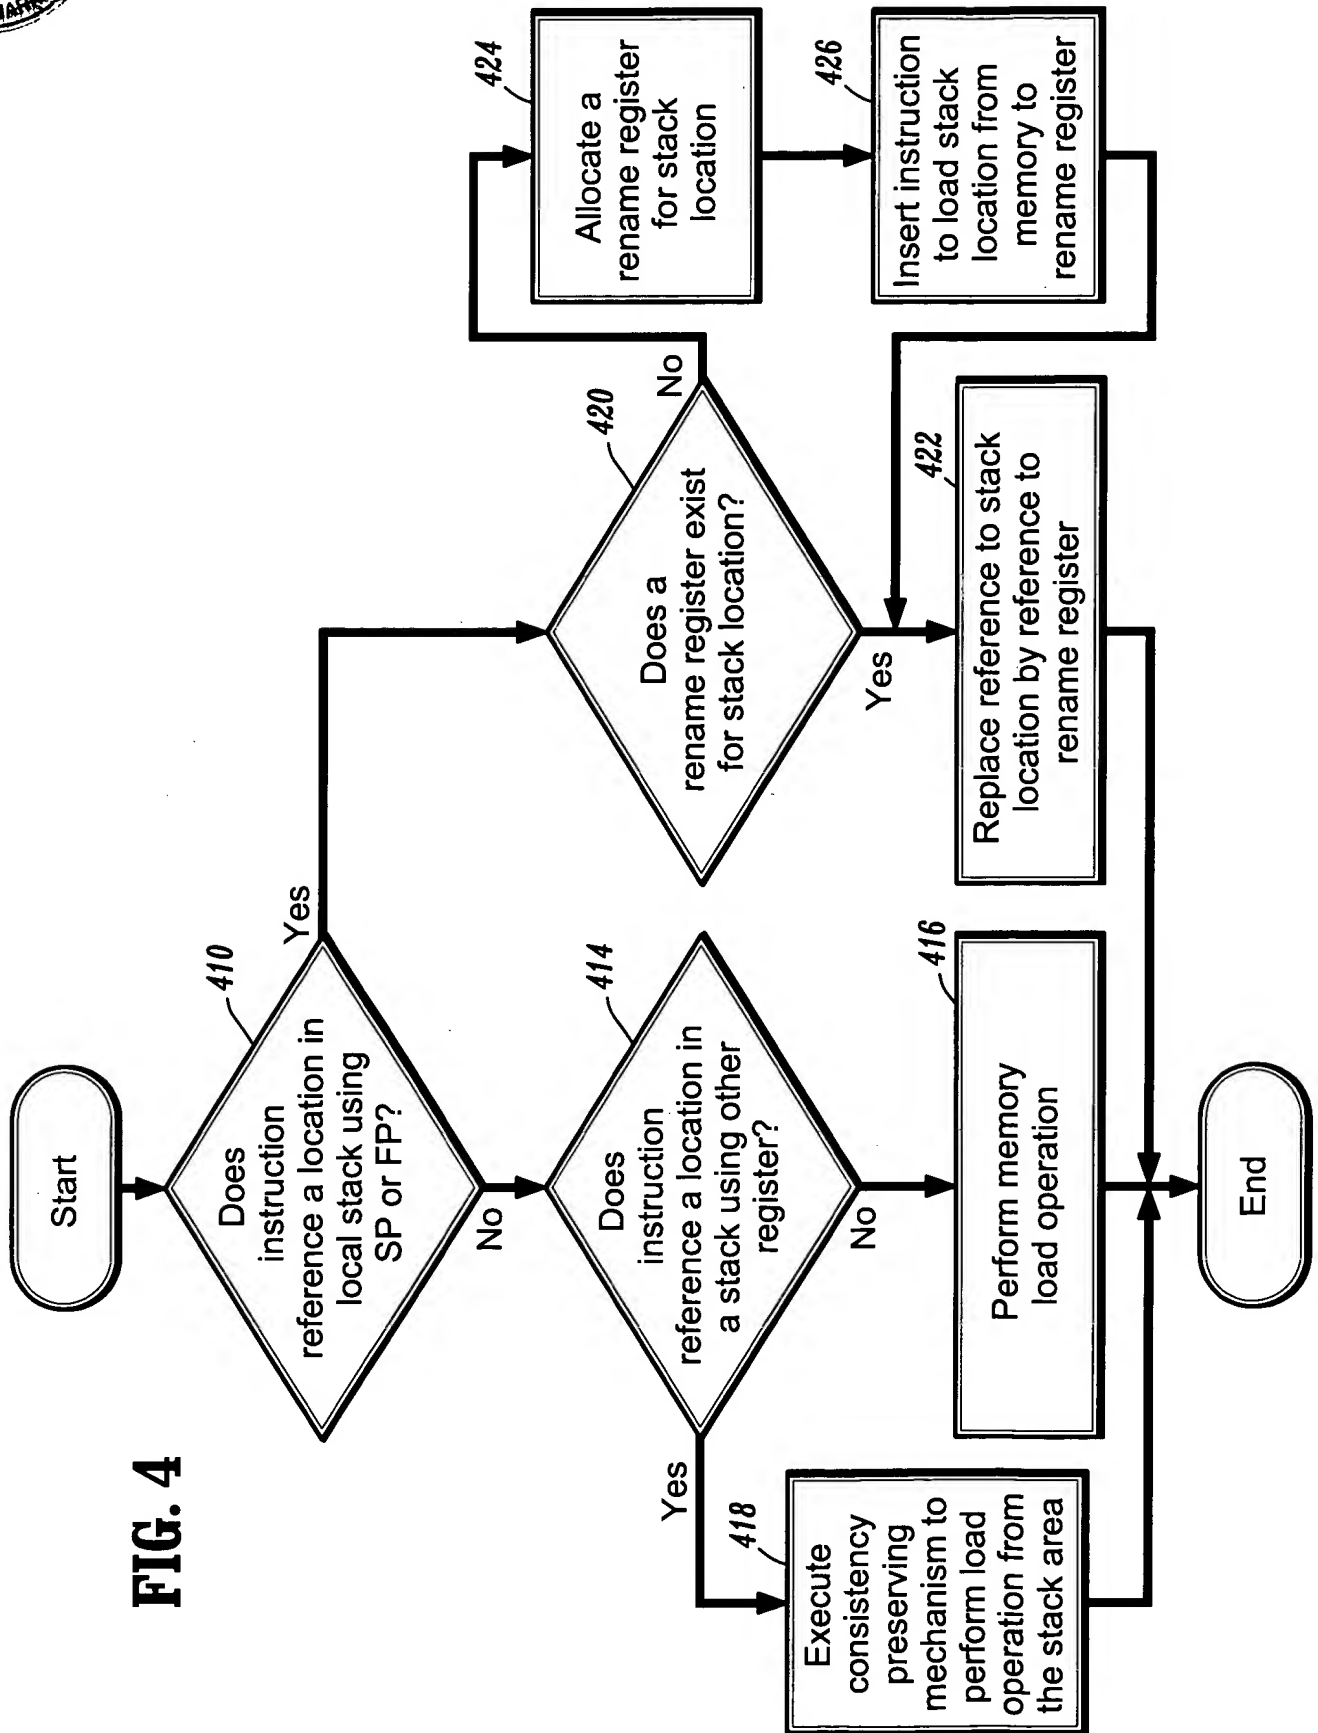 FIG. 4
Start
410
Does
instruction
reference a location in
local stack using
SP or FP?
Yes
No
414
Does
instruction
reference a location in
a stack using other
register?
Yes
No
416
Perform memory
load operation
418
Execute
consistency
preserving
mechanism to
perform load
operation from
the stack area
420
Does a
rename register exist
for stack location?
No
Yes
422
Replace reference to stack
location by reference to
rename register
424
Allocate a
rename register
for stack
location
426
Insert instruction
to load stack
location from
memory to
rename register
End